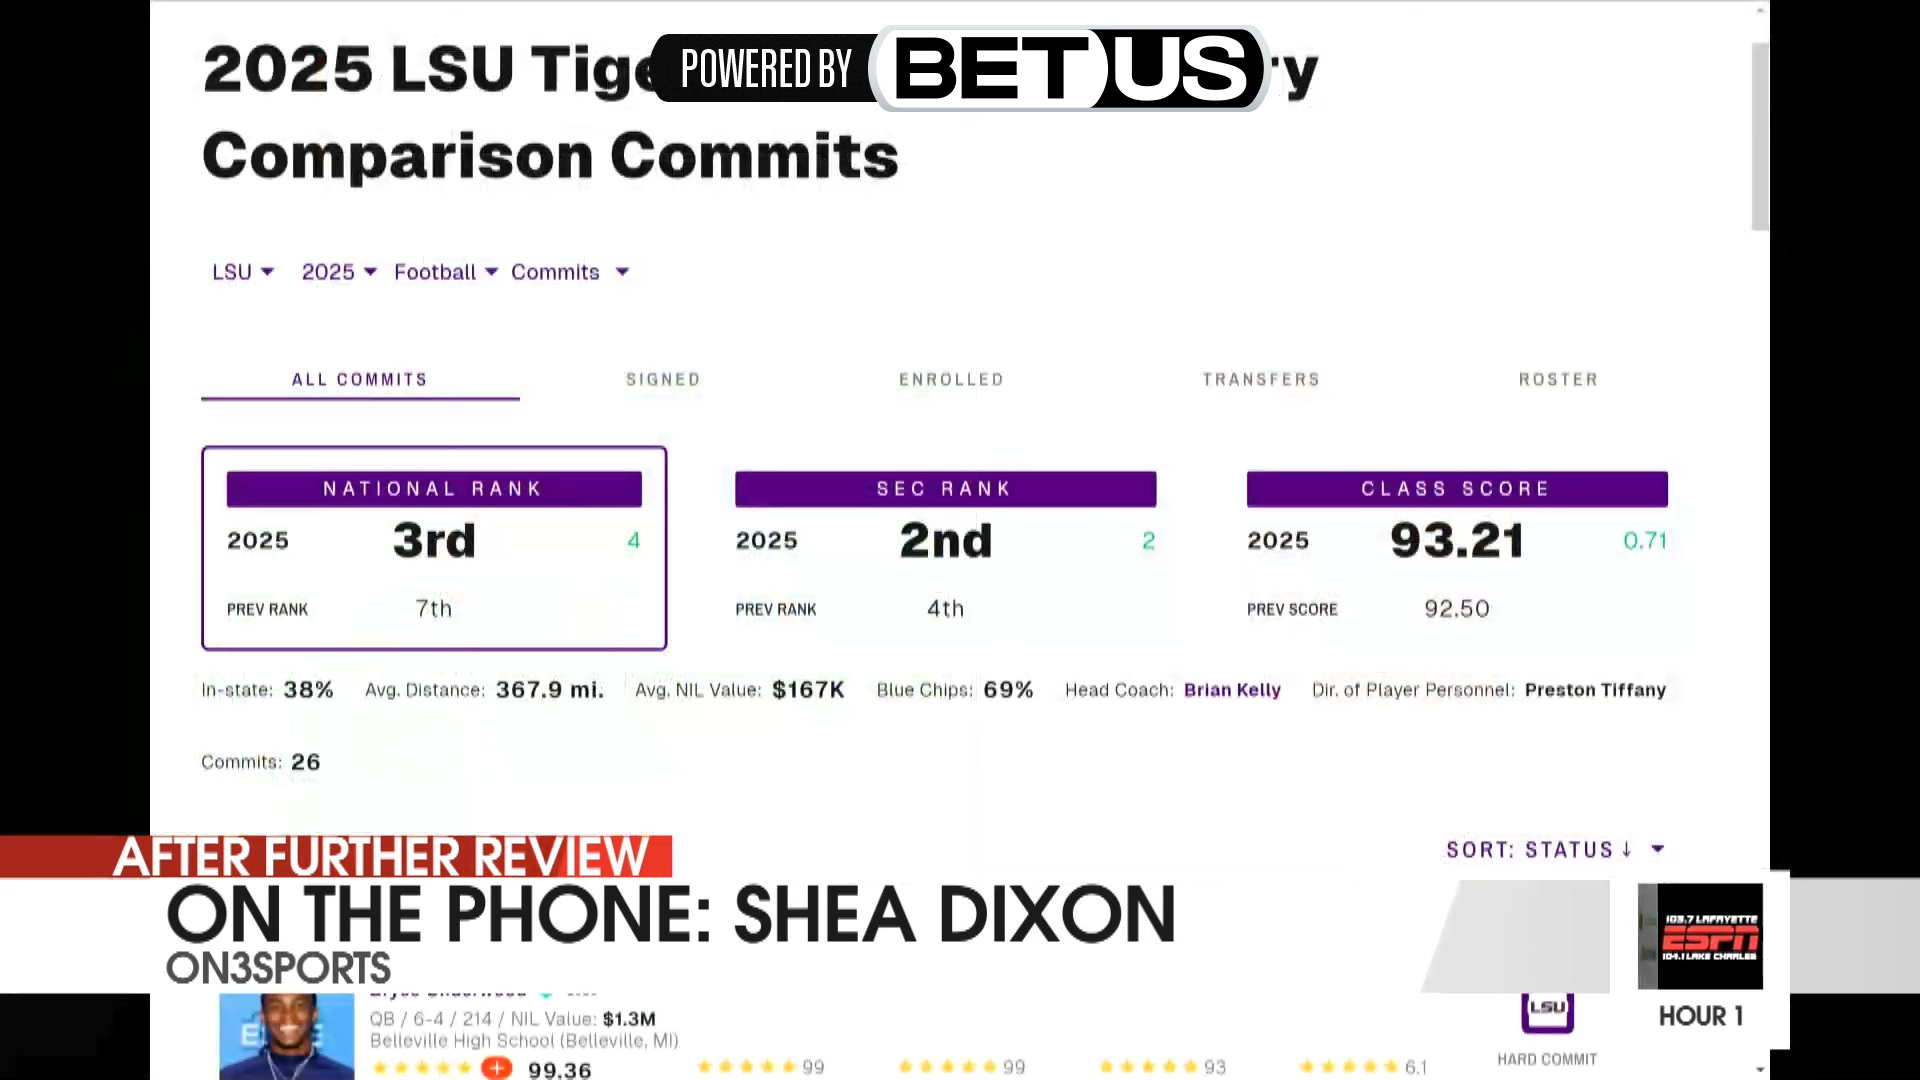 2025 LSU Tige
POWERED BY
BETUS
ry
Comparison Commits
LSU 2025 Football Commits
ALL COMMITS SIGNED ENROLLED TRANSFERS ROSTER
NATIONAL RANK
2025 3rd 4
PREV RANK 7th
SEC RANK
2025 2nd 2
PREV RANK 4th
CLASS SCORE
2025 93.21 0.71
PREV SCORE 92.50
In-state: 38% Avg. Distance: 367.9 mi. Avg. NIL Value: $167K Blue Chips: 69% Head Coach: Brian Kelly Dir. of Player Personnel: Preston Tiffany
Commits: 26
SORT: STATUS ↓
AFTER FURTHER REVIEW
ON THE PHONE: SHEA DIXON
ON3SPORTS
103.7 LAFAYETTE
ESPN
104.1 LAKE CHARLES
HOUR 1
QB / 6-4 / 214 / NIL Value: $1.3M
Belleville High School (Belleville, MI)
99.36 99 99 93 6.1
LSU
HARD COMMIT